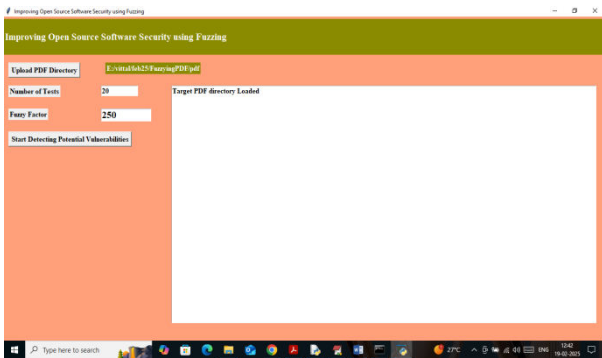 Improving Open Source Software Security using Fuzzing
Improving Open Source Software Security using Fuzzing
Upload PDF Directory
E:/vittal/feb25/FuzzyingPDF/pdf
Number of Tests
20
Target PDF directory Loaded
Fuzzy Factor
250
Start Detecting Potential Vulnerabilities
Type here to search
27°C
ENG
12:42
19-02-2025